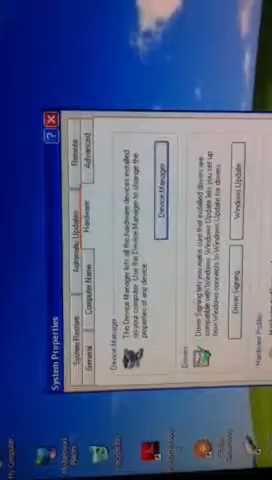 System Properties
System Restore
Automatic Updates
Remote
General
Computer Name
Hardware
Advanced
Device Manager
The Device Manager lists all the hardware devices installed
on your computer. Use the Device Manager to change the
properties of any device.
Device Manager
Drivers
Driver Signing lets you make sure that installed drivers are
compatible with Windows. Windows Update lets you set up
how Windows connects to Windows Update for drivers.
Driver Signing
Windows Update
Hardware Profiles
My Computer
My Network
Places